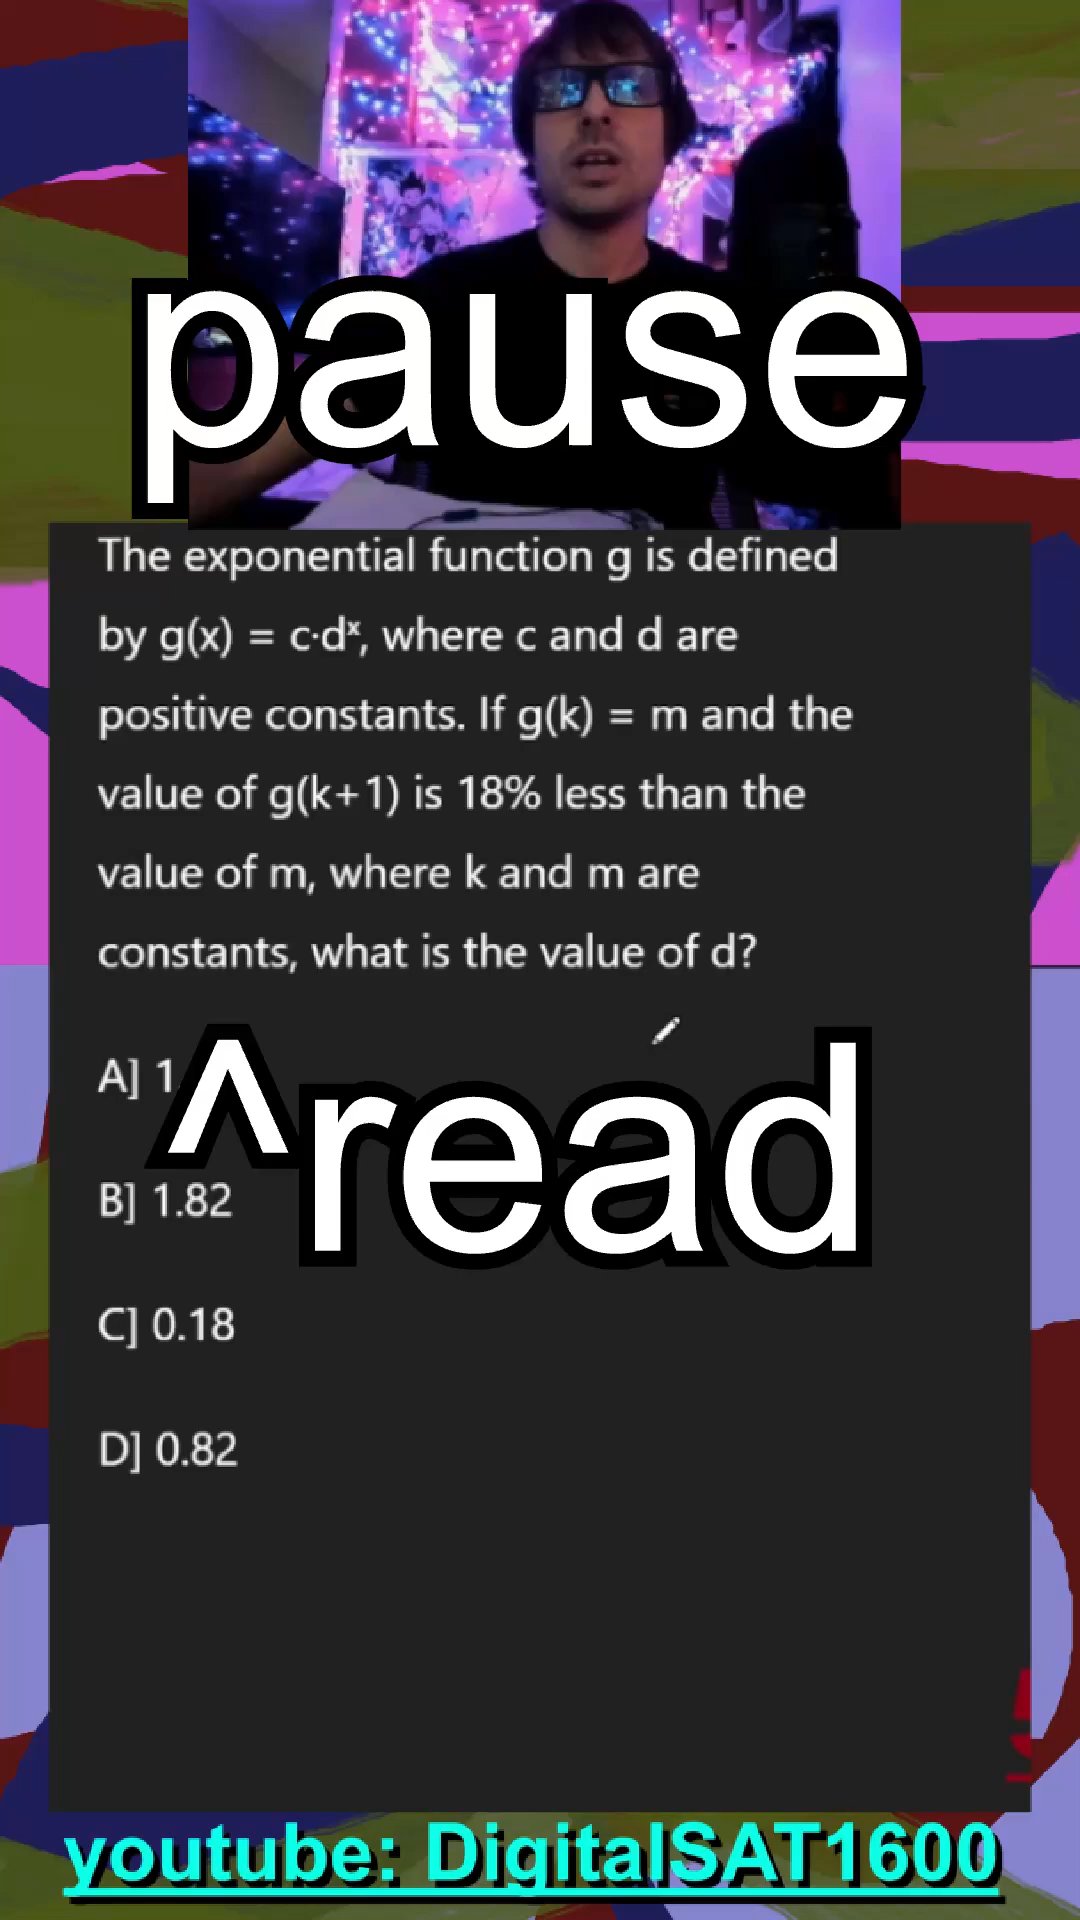 pause
The exponential function g is defined
by g(x) = c·dˣ, where c and d are
positive constants. If g(k) = m and the
value of g(k+1) is 18% less than the
value of m, where k and m are
constants, what is the value of d?
A] 1
^read
B] 1.82
C] 0.18
D] 0.82
youtube: DigitalSAT1600